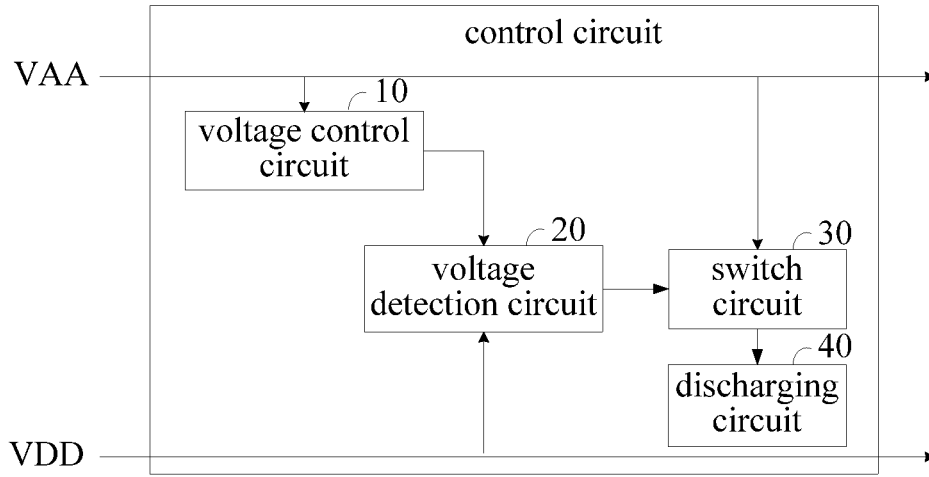 control circuit
VAA
10
voltage control
circuit
20
voltage
detection circuit
30
switch
circuit
40
discharging
circuit
VDD